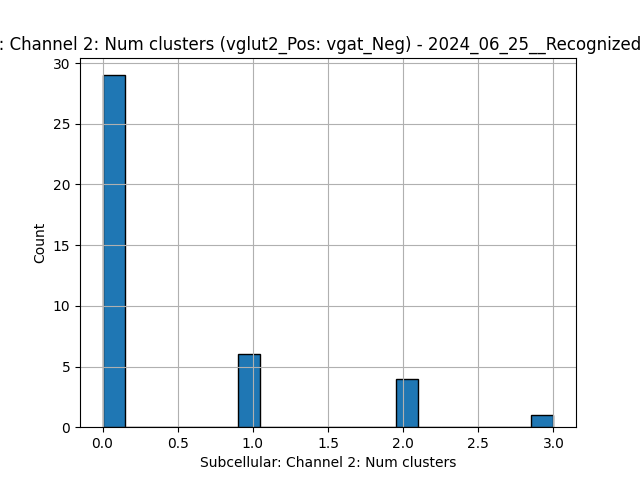 : Channel 2: Num clusters (vglut2_Pos: vgat_Neg) - 2024_06_25__Recognized
30
25
20
15
10
5
0
Count
0.0 0.5 1.0 1.5 2.0 2.5 3.0
Subcellular: Channel 2: Num clusters